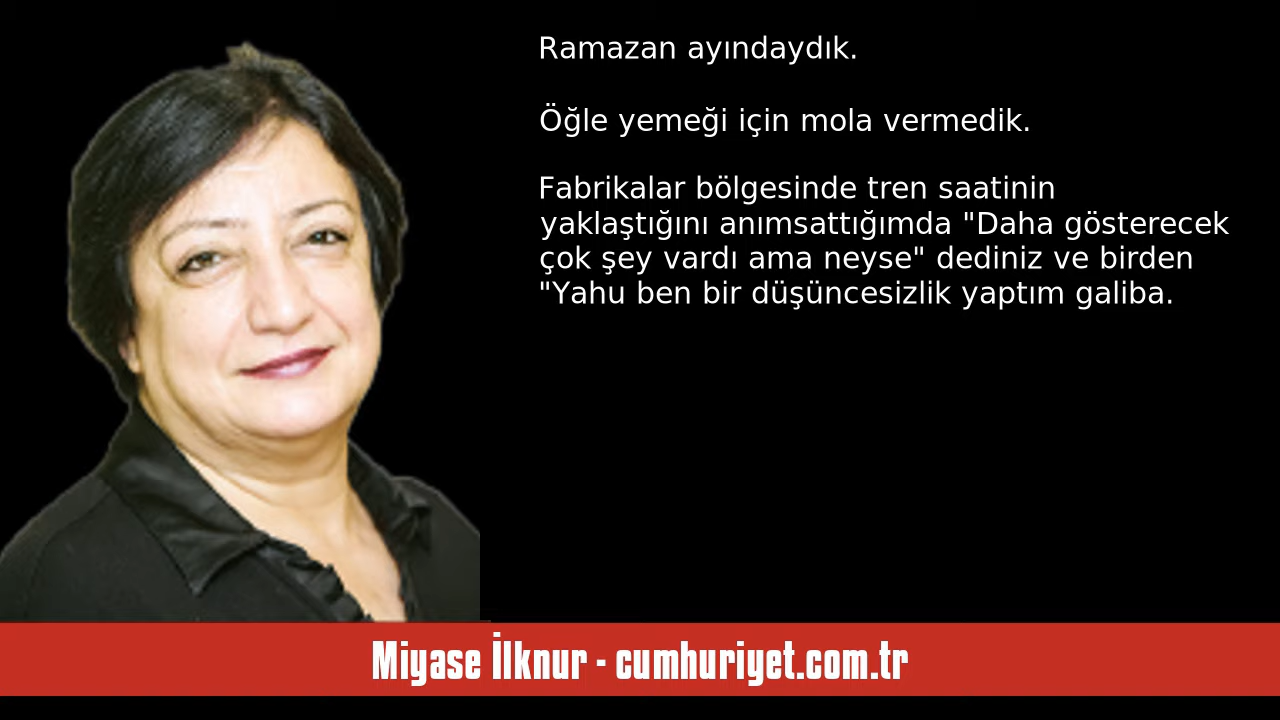 Ramazan ayındaydık.
Öğle yemeği için mola vermedik.
Fabrikalar bölgesinde tren saatinin
yaklaştığını anımsattığımda "Daha gösterecek
çok şey vardı ama neyse" dediniz ve birden
"Yahu ben bir düşüncesizlik yaptım galiba.
Miyase İlknur - cumhuriyet.com.tr